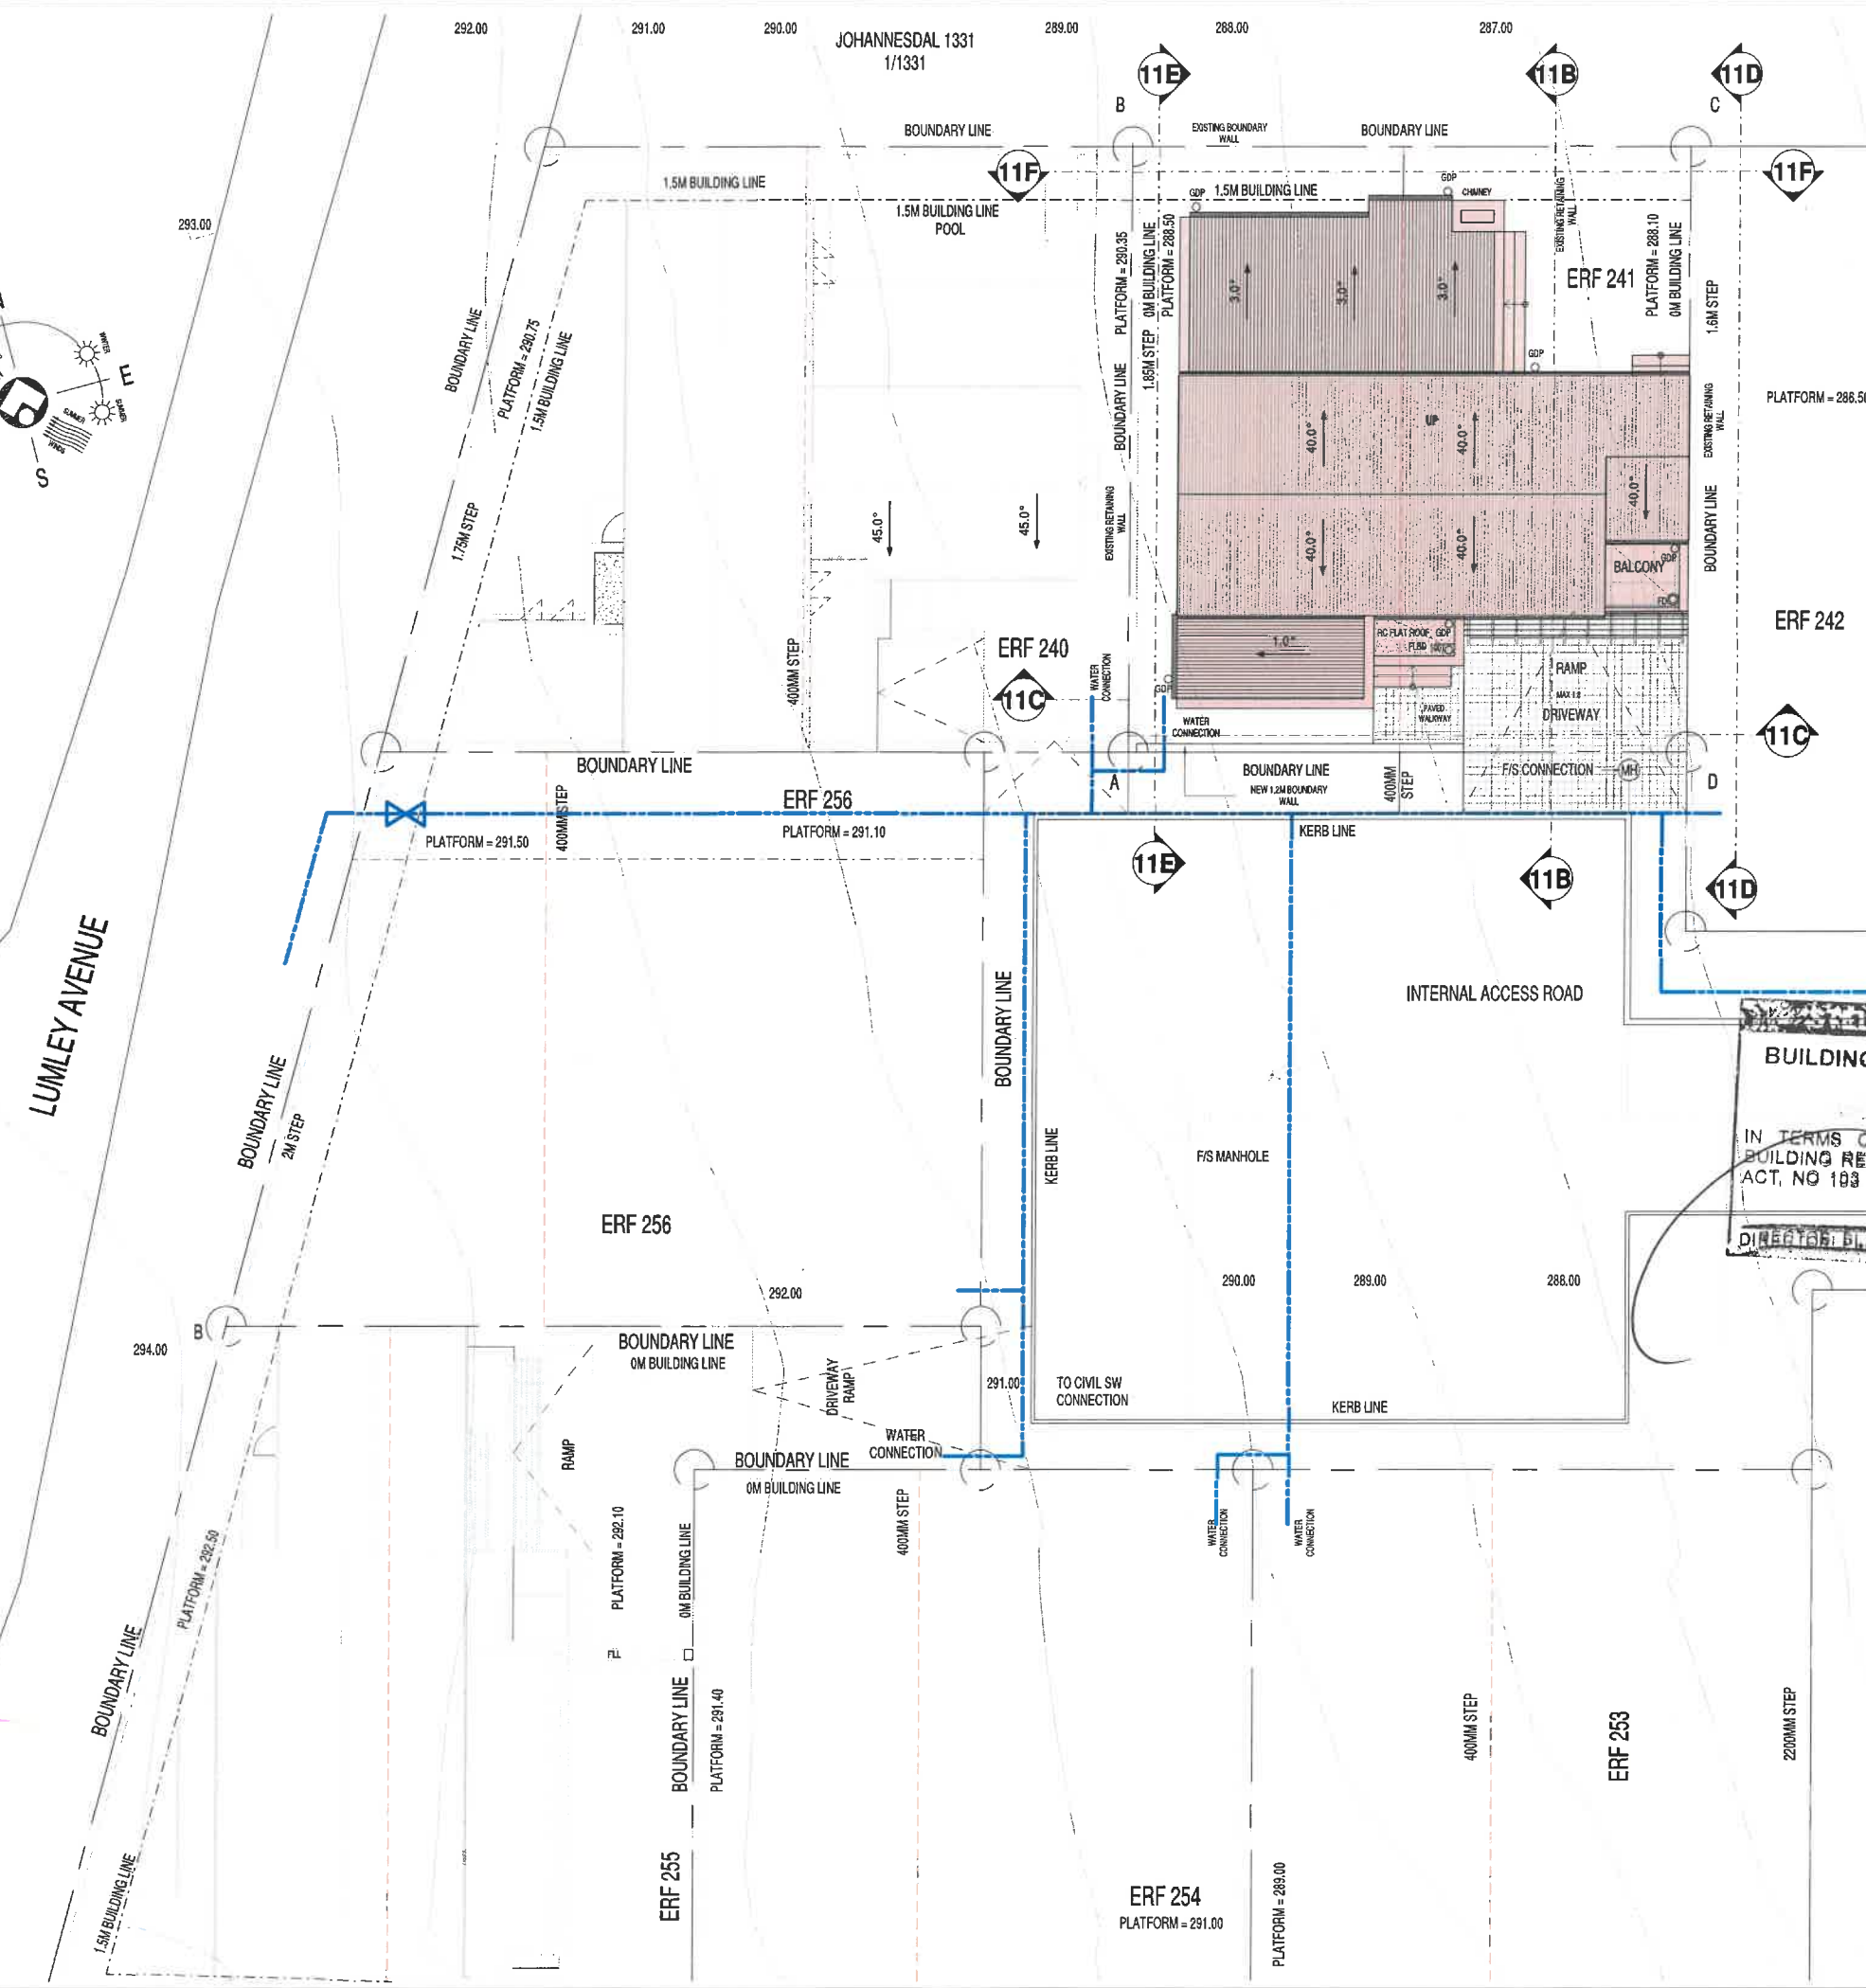 292.00
291.00
290.00
JOHANNESDAL 1331
1/1331
289.00
288.00
287.00
11E
11B
11D
B
C
BOUNDARY LINE
EXISTING BOUNDARY
WALL
BOUNDARY LINE
11F
11F
1.5M BUILDING LINE
GDP
1.5M BUILDING LINE
GDP
CHIMNEY
1.5M BUILDING LINE
POOL
293.00
PLATFORM = 290.35
0M BUILDING LINE
PLATFORM = 288.50
EXISTING RETAINING
WALL
ERF 241
PLATFORM = 288.10
0M BUILDING LINE
1.6M STEP
3.0°
3.0°
3.0°
BOUNDARY LINE
PLATFORM = 290.75
1.5M BUILDING LINE
BOUNDARY LINE
1.85M STEP
GDP
E
WINTER
SUMMER
SUMMER
WINDS
S
PLATFORM = 286.50
EXISTING RETAINING
WALL
40.0°
UP
40.0°
1.75M STEP
45.0°
45.0°
EXISTING RETAINING
WALL
40.0°
BOUNDARY LINE
40.0°
40.0°
BALCONY
GDP
FD
ERF 242
400MM STEP
ERF 240
1.0°
RC FLAT ROOF
GDP
FLBD
11C
WATER
CONNECTION
GDP
RAMP
MAX 1:8
DRIVEWAY
PAVED
WALKWAY
WATER
CONNECTION
11C
BOUNDARY LINE
A
BOUNDARY LINE
NEW 1,2M BOUNDARY
WALL
400MM
STEP
F/S CONNECTION
MH
D
ERF 256
400MM STEP
PLATFORM = 291.50
PLATFORM = 291.10
KERB LINE
11E
11B
11D
LUMLEY AVENUE
BOUNDARY LINE
INTERNAL ACCESS ROAD
BUILDING
BOUNDARY LINE
2M STEP
KERB LINE
F/S MANHOLE
IN TERMS O
BUILDING RE
ACT, NO 103
ERF 256
292.00
290.00
289.00
288.00
B
294.00
BOUNDARY LINE
0M BUILDING LINE
DRIVEWAY
RAMP
291.00
TO CIVIL SW
CONNECTION
KERB LINE
RAMP
WATER
CONNECTION
BOUNDARY LINE
0M BUILDING LINE
PLATFORM = 292.50
PLATFORM = 292.10
0M BUILDING LINE
400MM STEP
WATER
CONNECTION
WATER
CONNECTION
BOUNDARY LINE
BOUNDARY LINE
PLATFORM = 291.40
400MM STEP
ERF 253
2200MM STEP
1.5M BUILDING LINE
ERF 255
ERF 254
PLATFORM = 291.00
PLATFORM = 289.00